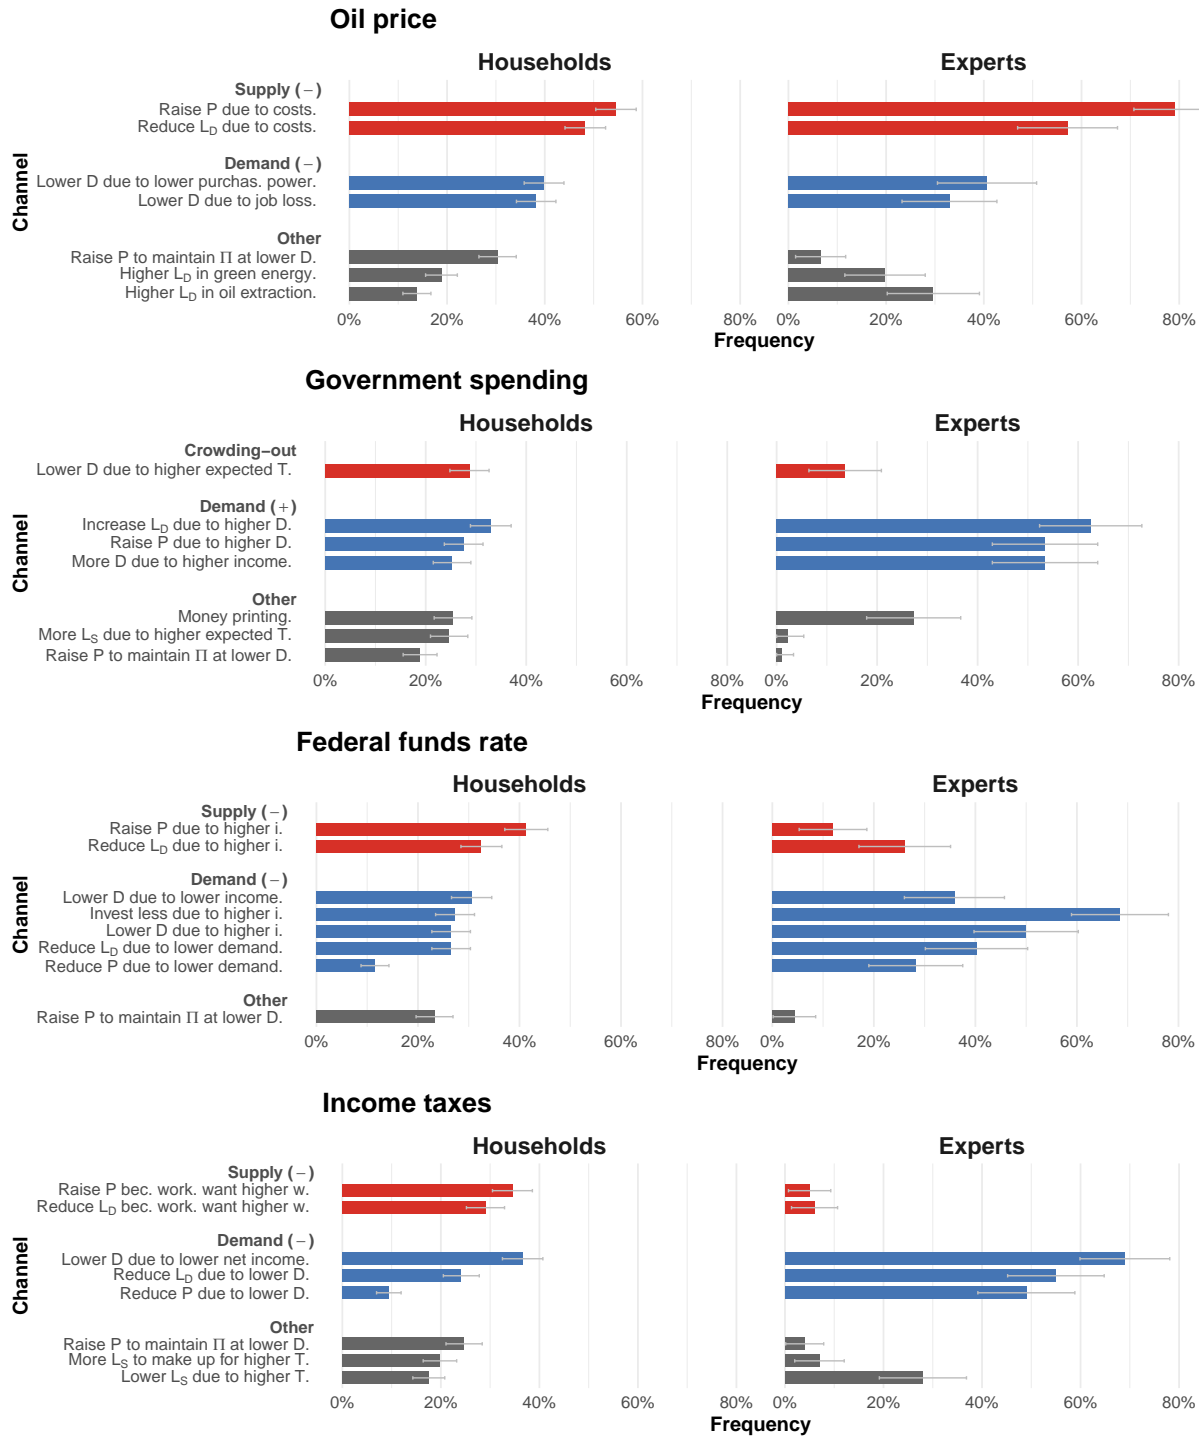 Oil price
Households
Experts
Channel
Supply (−)
Raise P due to costs.
Reduce L_D due to costs.
Demand (−)
Lower D due to lower purchas. power.
Lower D due to job loss.
Other
Raise P to maintain Π at lower D.
Higher L_D in green energy.
Higher L_D in oil extraction.
0% 20% 40% 60% 80% 0% 20% 40% 60% 80%
Frequency
Government spending
Households
Experts
Channel
Crowding−out
Lower D due to higher expected T.
Demand (+)
Increase L_D due to higher D.
Raise P due to higher D.
More D due to higher income.
Other
Money printing.
More L_S due to higher expected T.
Raise P to maintain Π at lower D.
0% 20% 40% 60% 80% 0% 20% 40% 60% 80%
Frequency
Federal funds rate
Households
Experts
Channel
Supply (−)
Raise P due to higher i.
Reduce L_D due to higher i.
Demand (−)
Lower D due to lower income.
Invest less due to higher i.
Lower D due to higher i.
Reduce L_D due to lower demand.
Reduce P due to lower demand.
Other
Raise P to maintain Π at lower D.
0% 20% 40% 60% 80% 0% 20% 40% 60% 80%
Frequency
Income taxes
Households
Experts
Channel
Supply (−)
Raise P bec. work. want higher w.
Reduce L_D bec. work. want higher w.
Demand (−)
Lower D due to lower net income.
Reduce L_D due to lower D.
Reduce P due to lower D.
Other
Raise P to maintain Π at lower D.
More L_S to make up for higher T.
Lower L_S due to higher T.
0% 20% 40% 60% 80% 0% 20% 40% 60% 80%
Frequency